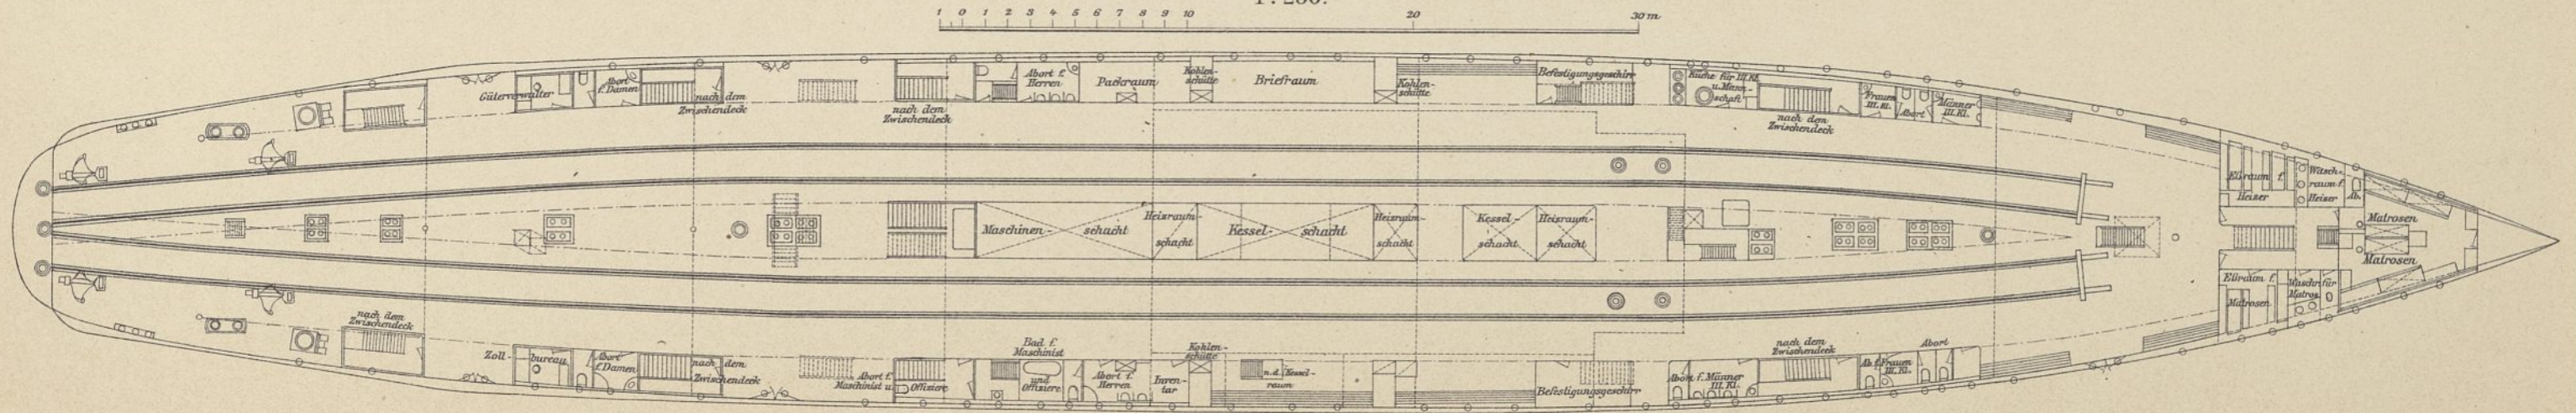 1 0 1 2 3 4 5 6 7 8 9 10 20 30 m
1:200.
Güterverwalter
Abort
f. Damen
nach dem
Zwischendeck
nach dem
Zwischendeck
Abort f.
Herren
Packraum
Kohlen-
schütte
Briefraum
Kohlen-
schütte
Befestigungsgeschirr
Küche für III. Kl.
u. Mann-
schaft
nach dem
Zwischendeck
Frauen
III. Kl.
Abort
Männer
III. Kl.
Eßraum f.
Heizer
Wasch-
raum f.
Heizer
Ab.
Maschinen-
schacht
Heizraum-
schacht
Kessel-
schacht
Heizraum-
schacht
Kessel-
schacht
Heizraum-
schacht
Matrosen
Matrosen
Eßraum f.
Matrosen
Waschr. für
Matros.
nach dem
Zwischendeck
Zoll-
bureau
Abort
f. Damen
nach dem
Zwischendeck
Abort f.
Maschinist u.
Offiziere
Bad f.
Maschinist
und
Offiziere
Abort f.
Herren
Inven-
tar
Kohlen-
schütte
n. d. Kessel-
raum
Befestigungsgeschirr
Abort f. Männer
III. Kl.
nach dem
Zwischendeck
Ab. f. Frauen
III. Kl.
Abort